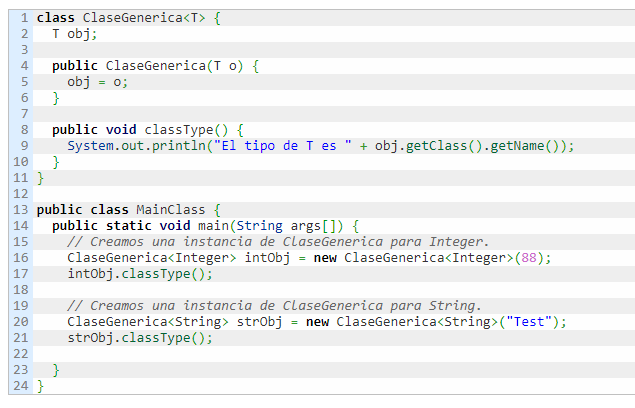 1 class ClaseGenerica<T> {
2   T obj;
3
4   public ClaseGenerica(T o) {
5     obj = o;
6   }
7
8   public void classType() {
9     System.out.println("El tipo de T es " + obj.getClass().getName());
10   }
11 }
12
13 public class MainClass {
14   public static void main(String args[]) {
15     // Creamos una instancia de ClaseGenerica para Integer.
16     ClaseGenerica<Integer> intObj = new ClaseGenerica<Integer>(88);
17     intObj.classType();
18
19     // Creamos una instancia de ClaseGenerica para String.
20     ClaseGenerica<String> strObj = new ClaseGenerica<String>("Test");
21     strObj.classType();
22
23   }
24 }